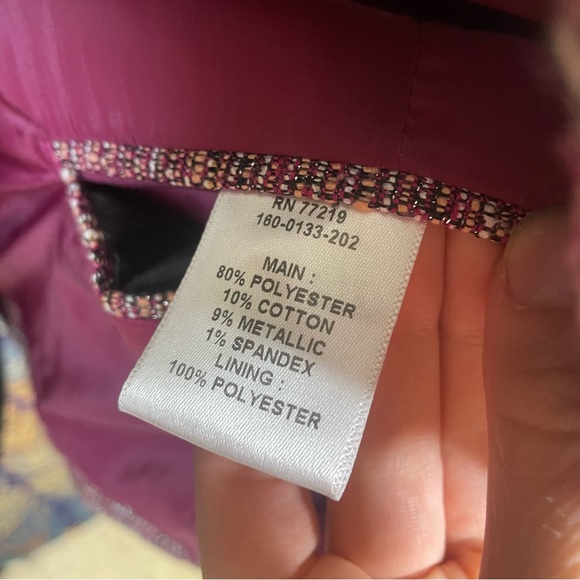 RN 77219
160-0133-202
MAIN :
80% POLYESTER
10% COTTON
9% METALLIC
1% SPANDEX
LINING :
100% POLYESTER